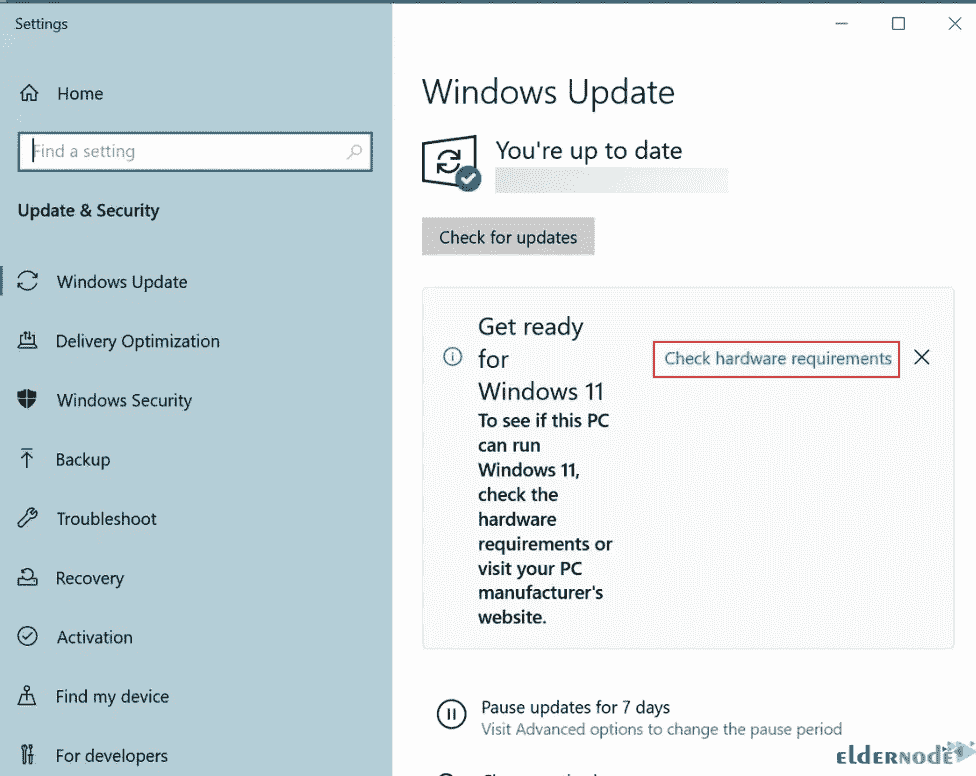 Settings
Home
Find a setting
Update & Security
Windows Update
Delivery Optimization
Windows Security
Backup
Troubleshoot
Recovery
Activation
Find my device
For developers
Windows Update
You're up to date
Check for updates
Get ready
for
Windows 11
To see if this PC
can run
Windows 11,
check the
hardware
requirements or
visit your PC
manufacturer's
website.
Check hardware requirements
Pause updates for 7 days
Visit Advanced options to change the pause period
ELDERNODE